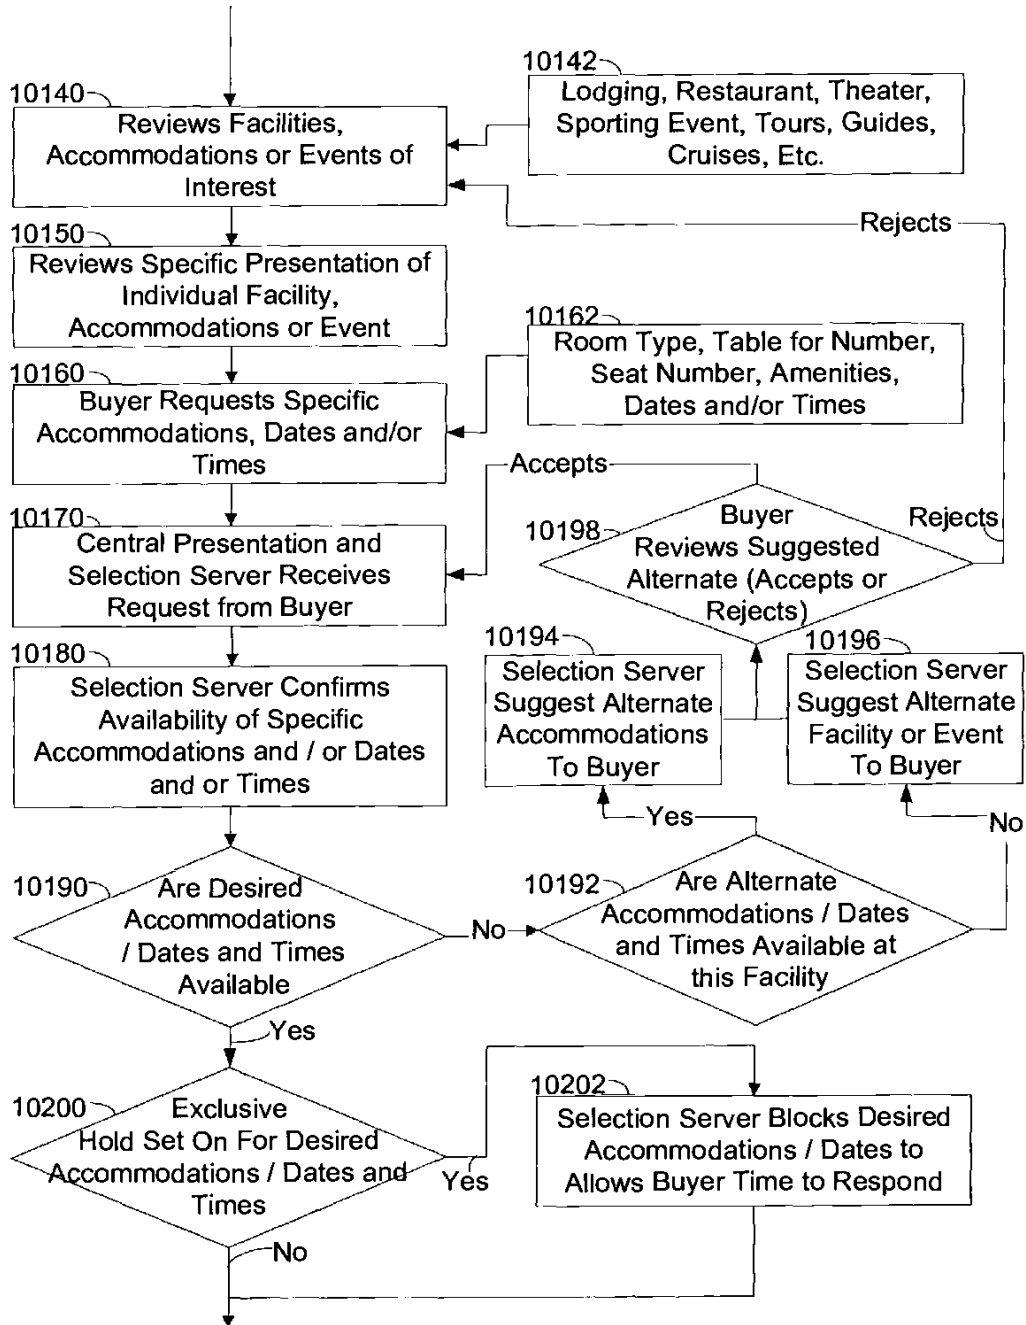 10142
Lodging, Restaurant, Theater,
Sporting Event, Tours, Guides,
Cruises, Etc.
10140
Reviews Facilities,
Accommodations or Events of
Interest
Rejects
10150
Reviews Specific Presentation of
Individual Facility,
Accommodations or Event
10162
Room Type, Table for Number,
Seat Number, Amenities,
Dates and/or Times
10160
Buyer Requests Specific
Accommodations, Dates and/or
Times
Accepts
10170
Central Presentation and
Selection Server Receives
Request from Buyer
10198
Buyer
Reviews Suggested
Alternate (Accepts or
Rejects)
Rejects
10180
Selection Server Confirms
Availability of Specific
Accommodations and / or Dates
and or Times
10194
Selection Server
Suggest Alternate
Accommodations
To Buyer
10196
Selection Server
Suggest Alternate
Facility or Event
To Buyer
Yes
No
10190
Are Desired
Accommodations
/ Dates and Times
Available
No
10192
Are Alternate
Accommodations / Dates
and Times Available at
this Facility
Yes
10200
Exclusive
Hold Set On For Desired
Accommodations / Dates and
Times
Yes
10202
Selection Server Blocks Desired
Accommodations / Dates to
Allows Buyer Time to Respond
No